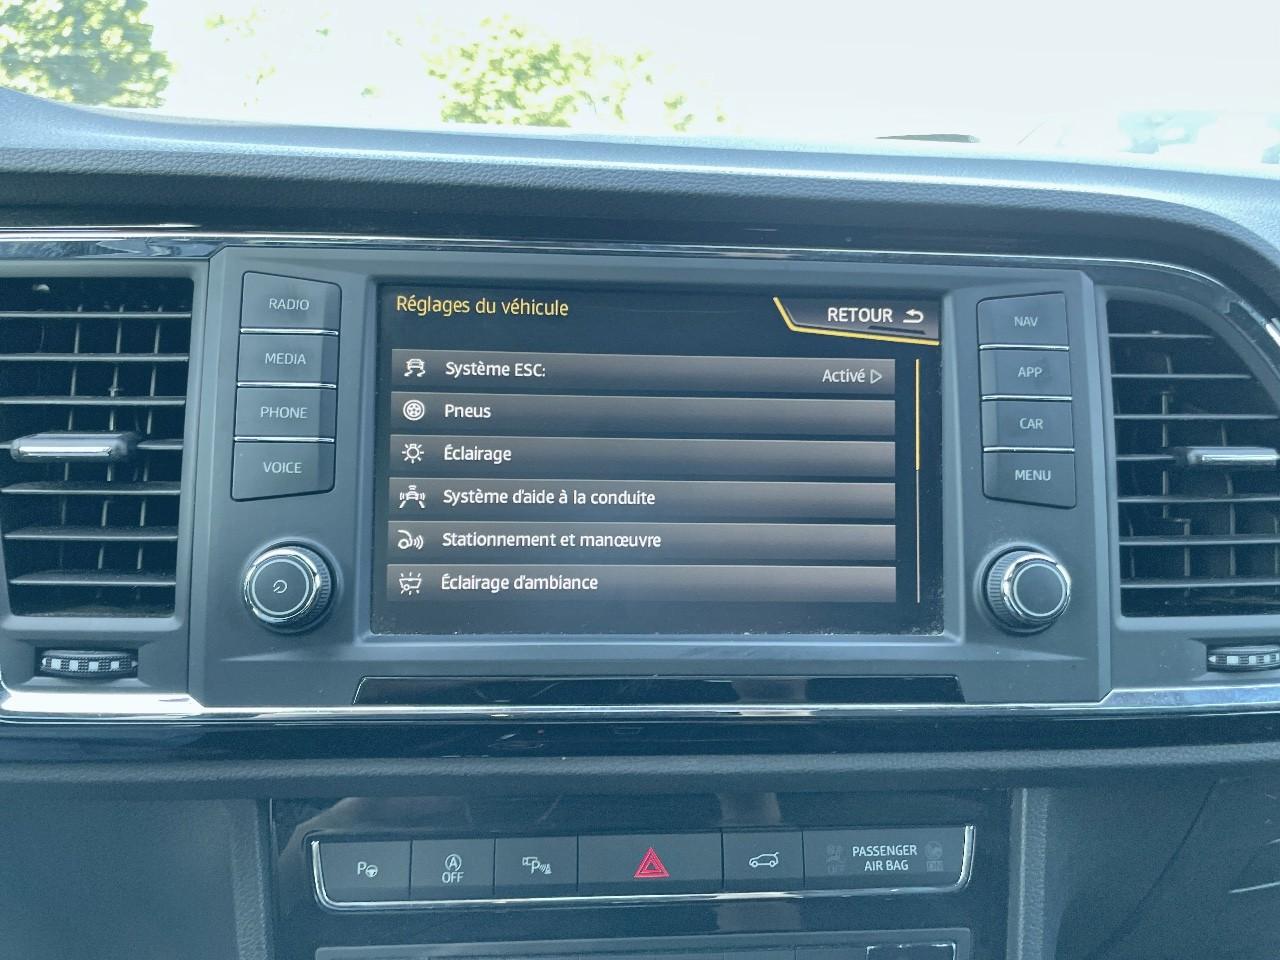 Réglages du véhicule
RETOUR
Système ESC:
Activé
Pneus
Éclairage
Système d'aide à la conduite
Stationnement et manœuvre
Éclairage d'ambiance
RADIO
MEDIA
PHONE
VOICE
NAV
APP
CAR
MENU
P
A
OFF
P
PASSENGER
AIR BAG